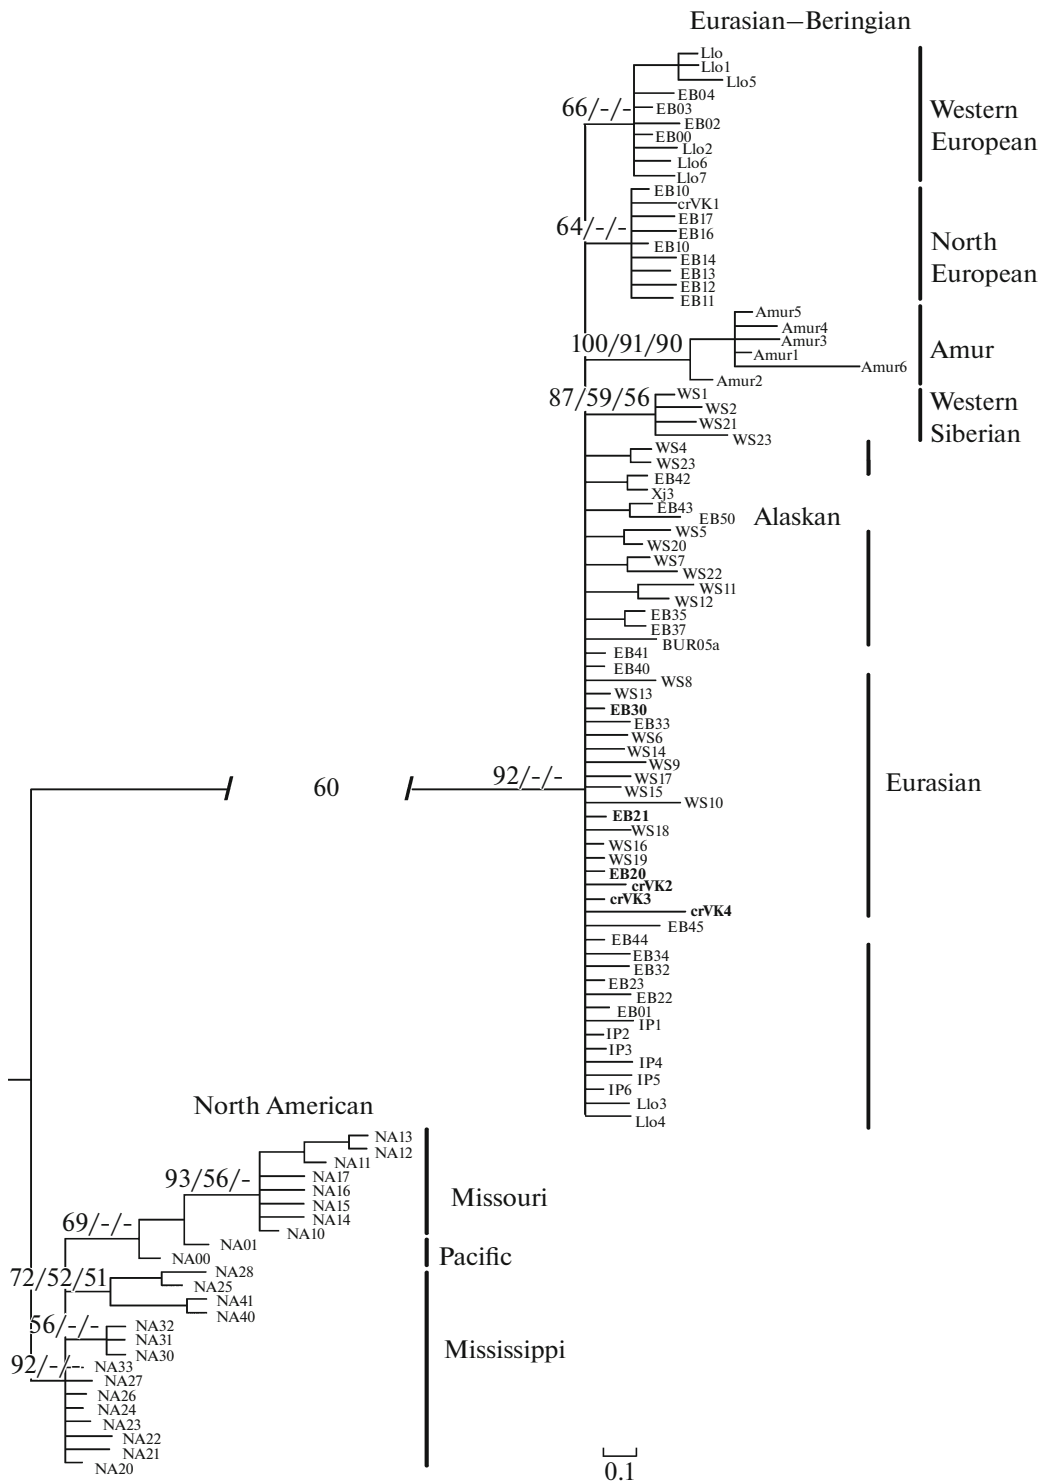 Eurasian–Beringian
Llo
Llo1
Llo5
EB04
66/-/-
EB03
EB02
EB00
Llo2
Llo6
Llo7
Western
European
EB10
crVK1
EB17
64/-/-
EB16
EB10
EB14
EB13
EB12
EB11
North
European
Amur5
Amur4
100/91/90
Amur3
Amur1
Amur6
Amur2
Amur
87/59/56
WS1
WS2
WS21
WS23
Western
Siberian
WS4
WS23
EB42
Xj3
EB43
EB50
Alaskan
WS5
WS20
WS7
WS22
WS11
WS12
EB35
EB37
BUR05a
EB41
EB40
WS8
WS13
EB30
EB33
WS6
WS14
WS9
WS17
WS15
60
92/-/-
Eurasian
WS10
EB21
WS18
WS16
WS19
EB20
crVK2
crVK3
crVK4
EB45
EB44
EB34
EB32
EB23
EB22
EB01
IP1
IP2
IP3
IP4
IP5
IP6
Llo3
Llo4
North American
NA13
NA12
NA11
93/56/-
NA17
NA16
NA15
NA14
NA10
Missouri
69/-/-
NA01
NA00
Pacific
72/52/51
NA28
NA25
NA41
NA40
56/-/-
NA32
NA31
NA30
Mississippi
92/-/-
NA33
NA27
NA26
NA24
NA23
NA22
NA21
NA20
0.1